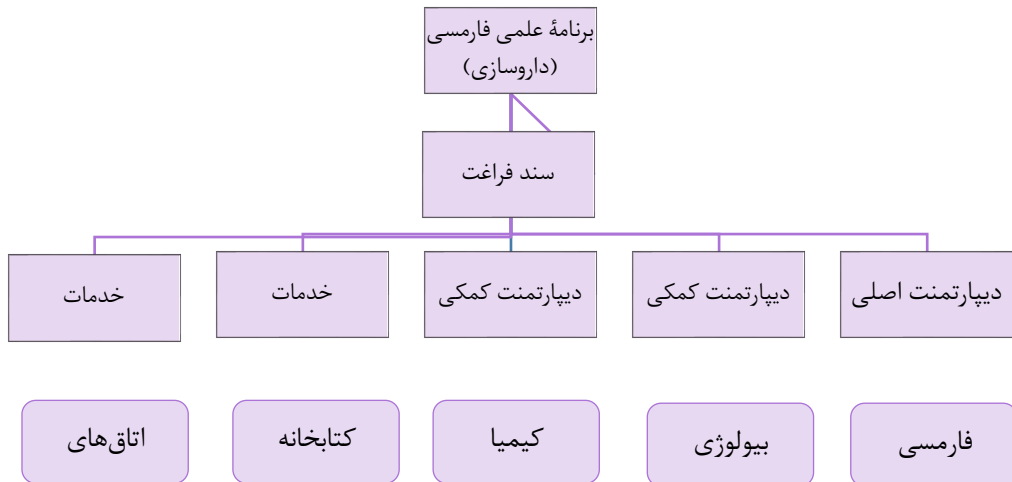 برنامهٔ علمی فارمسی
(داروسازی)
سند فراغت
دیپارتمنت اصلی
دیپارتمنت کمکی
دیپارتمنت کمکی
خدمات
خدمات
فارمسی
بیولوژی
کیمیا
کتابخانه
اتاق‌های